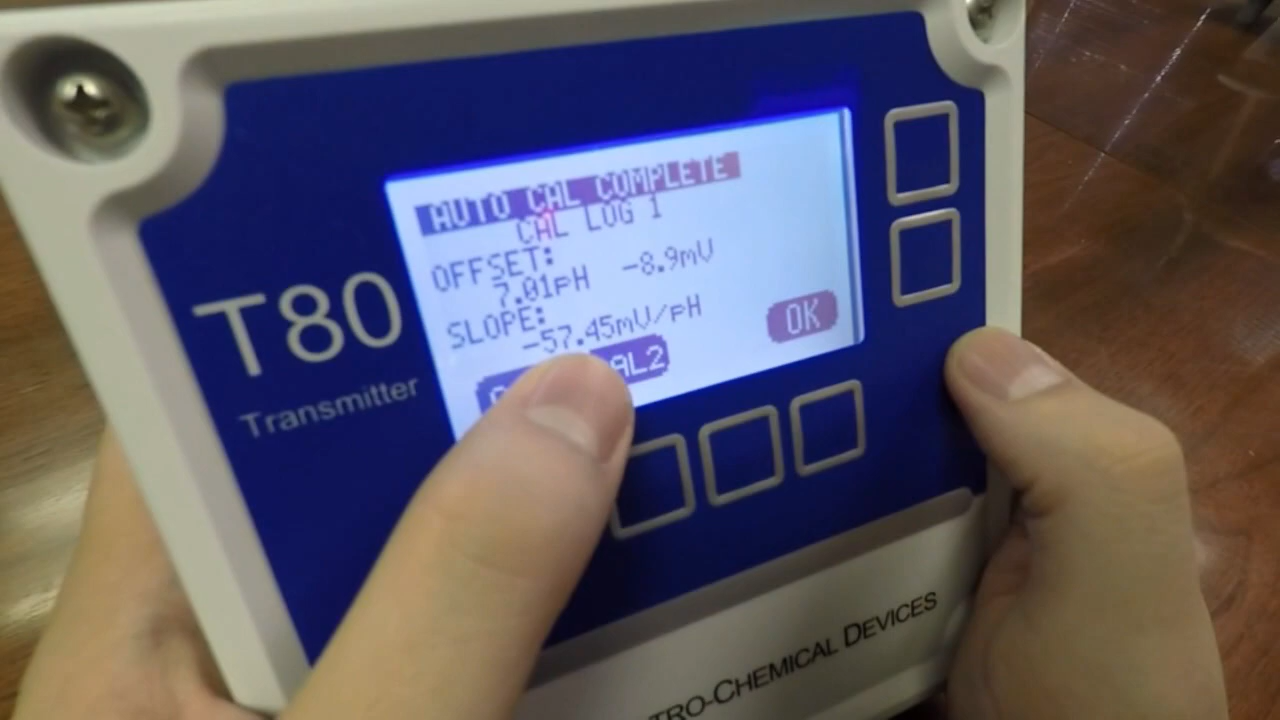 AUTO CAL COMPLETE
CAL LOG 1
OFFSET:
7.01pH -8.9mV
SLOPE:
-57.45mV/pH
OK
T80
Transmitter
CHEMICAL DEVICES